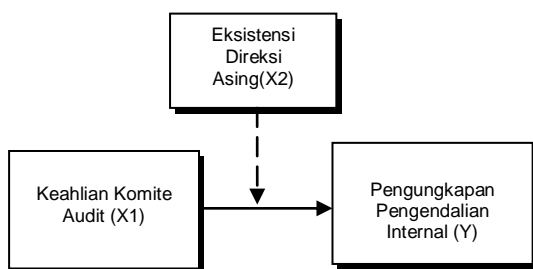 Eksistensi
Direksi
Asing(X2)
Keahlian Komite
Audit (X1)
Pengungkapan
Pengendalian
Internal (Y)